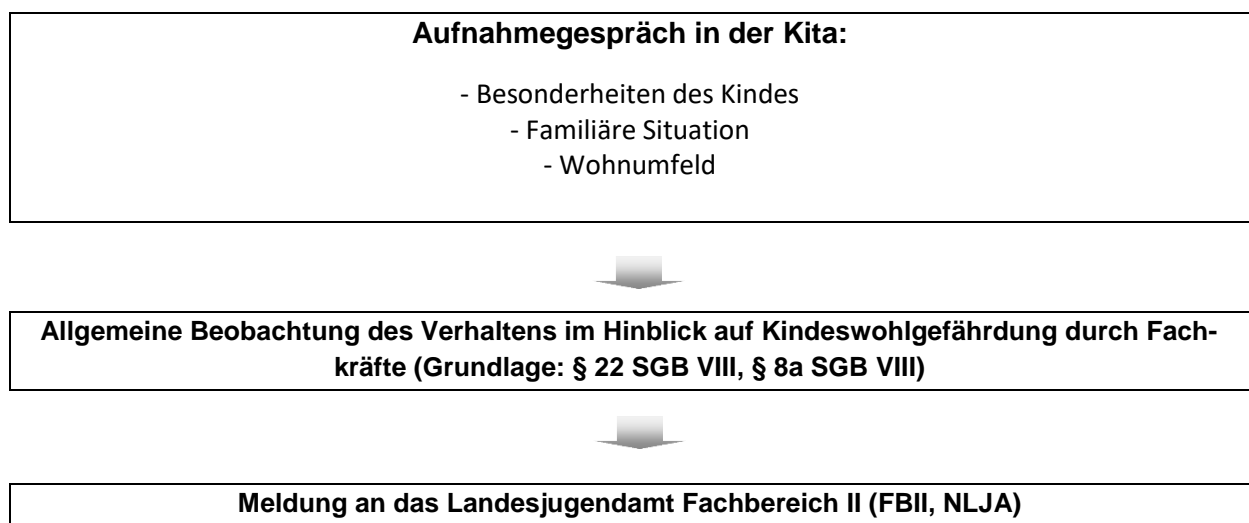 Aufnahmegespräch in der Kita:
- Besonderheiten des Kindes
- Familiäre Situation
- Wohnumfeld
Allgemeine Beobachtung des Verhaltens im Hinblick auf Kindeswohlgefährdung durch Fach-
kräfte (Grundlage: § 22 SGB VIII, § 8a SGB VIII)
Meldung an das Landesjugendamt Fachbereich II (FBII, NLJA)